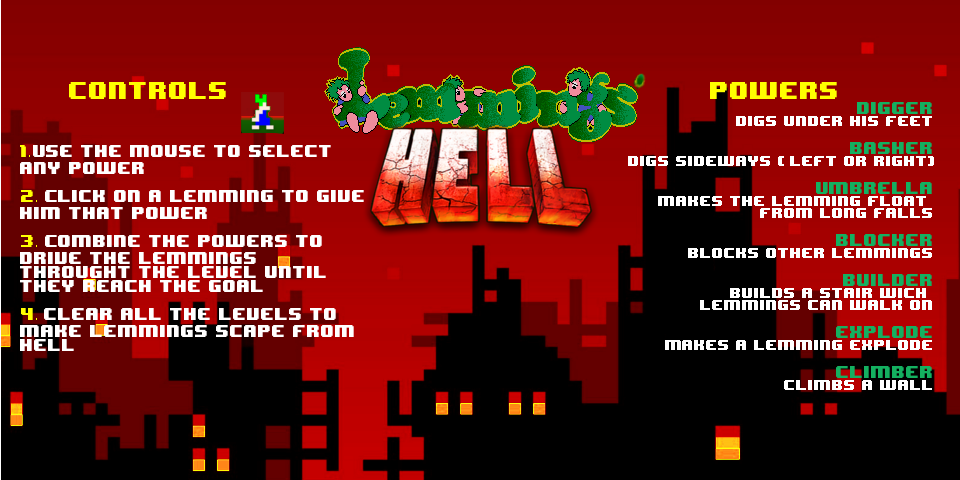 Lemmings
HELL
CONTROLS
1.USE THE MOUSE TO SELECT
ANY POWER
2. CLICK ON A LEMMING TO GIVE
HIM THAT POWER
3. COMBINE THE POWERS TO
DRIVE THE LEMMINGS
THROUGHT THE LEVEL UNTIL
THEY REACH THE GOAL
4. CLEAR ALL THE LEVELS TO
MAKE LEMMINGS SCAPE FROM
HELL
POWERS
DIGGER
DIGS UNDER HIS FEET
BASHER
DIGS SIDEWAYS (LEFT OR RIGHT)
UMBRELLA
MAKES THE LEMMING FLOAT
FROM LONG FALLS
BLOCKER
BLOCKS OTHER LEMMINGS
BUILDER
BUILDS A STAIR WICH
LEMMINGS CAN WALK ON
EXPLODE
MAKES A LEMMING EXPLODE
CLIMBER
CLIMBS A WALL